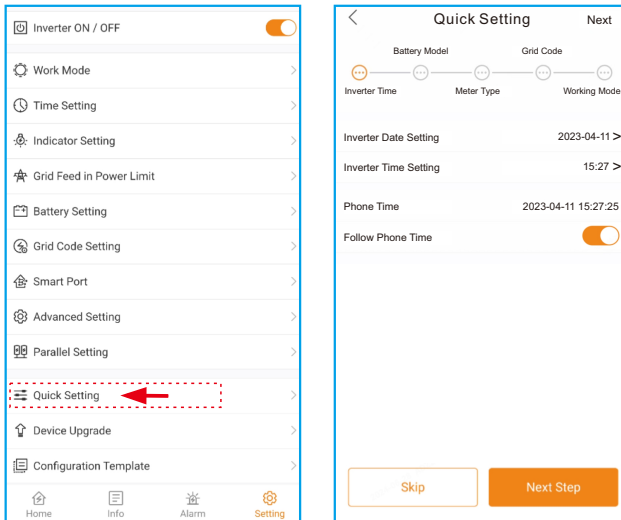 Inverter ON / OFF
Work Mode
Time Setting
Indicator Setting
Grid Feed in Power Limit
Battery Setting
Grid Code Setting
Smart Port
Advanced Setting
Parallel Setting
Quick Setting
Device Upgrade
Configuration Template
Home Info Alarm Setting
Quick Setting Next
Battery Model Grid Code
Inverter Time Meter Type Working Mode
Inverter Date Setting 2023-04-11 >
Inverter Time Setting 15:27 >
Phone Time 2023-04-11 15:27:25
Follow Phone Time
Skip Next Step